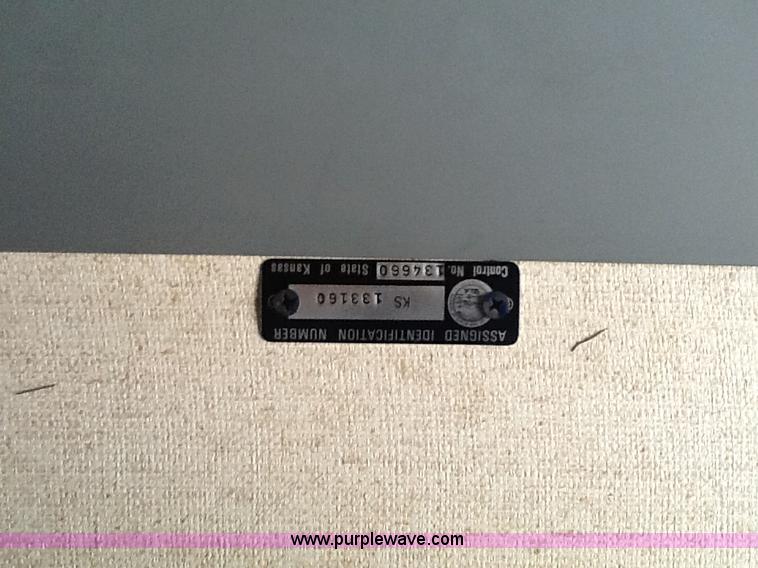 ASSIGNED IDENTIFICATION NUMBER
KS 133160
Control No. 134660 State of Kansas
www.purplewave.com